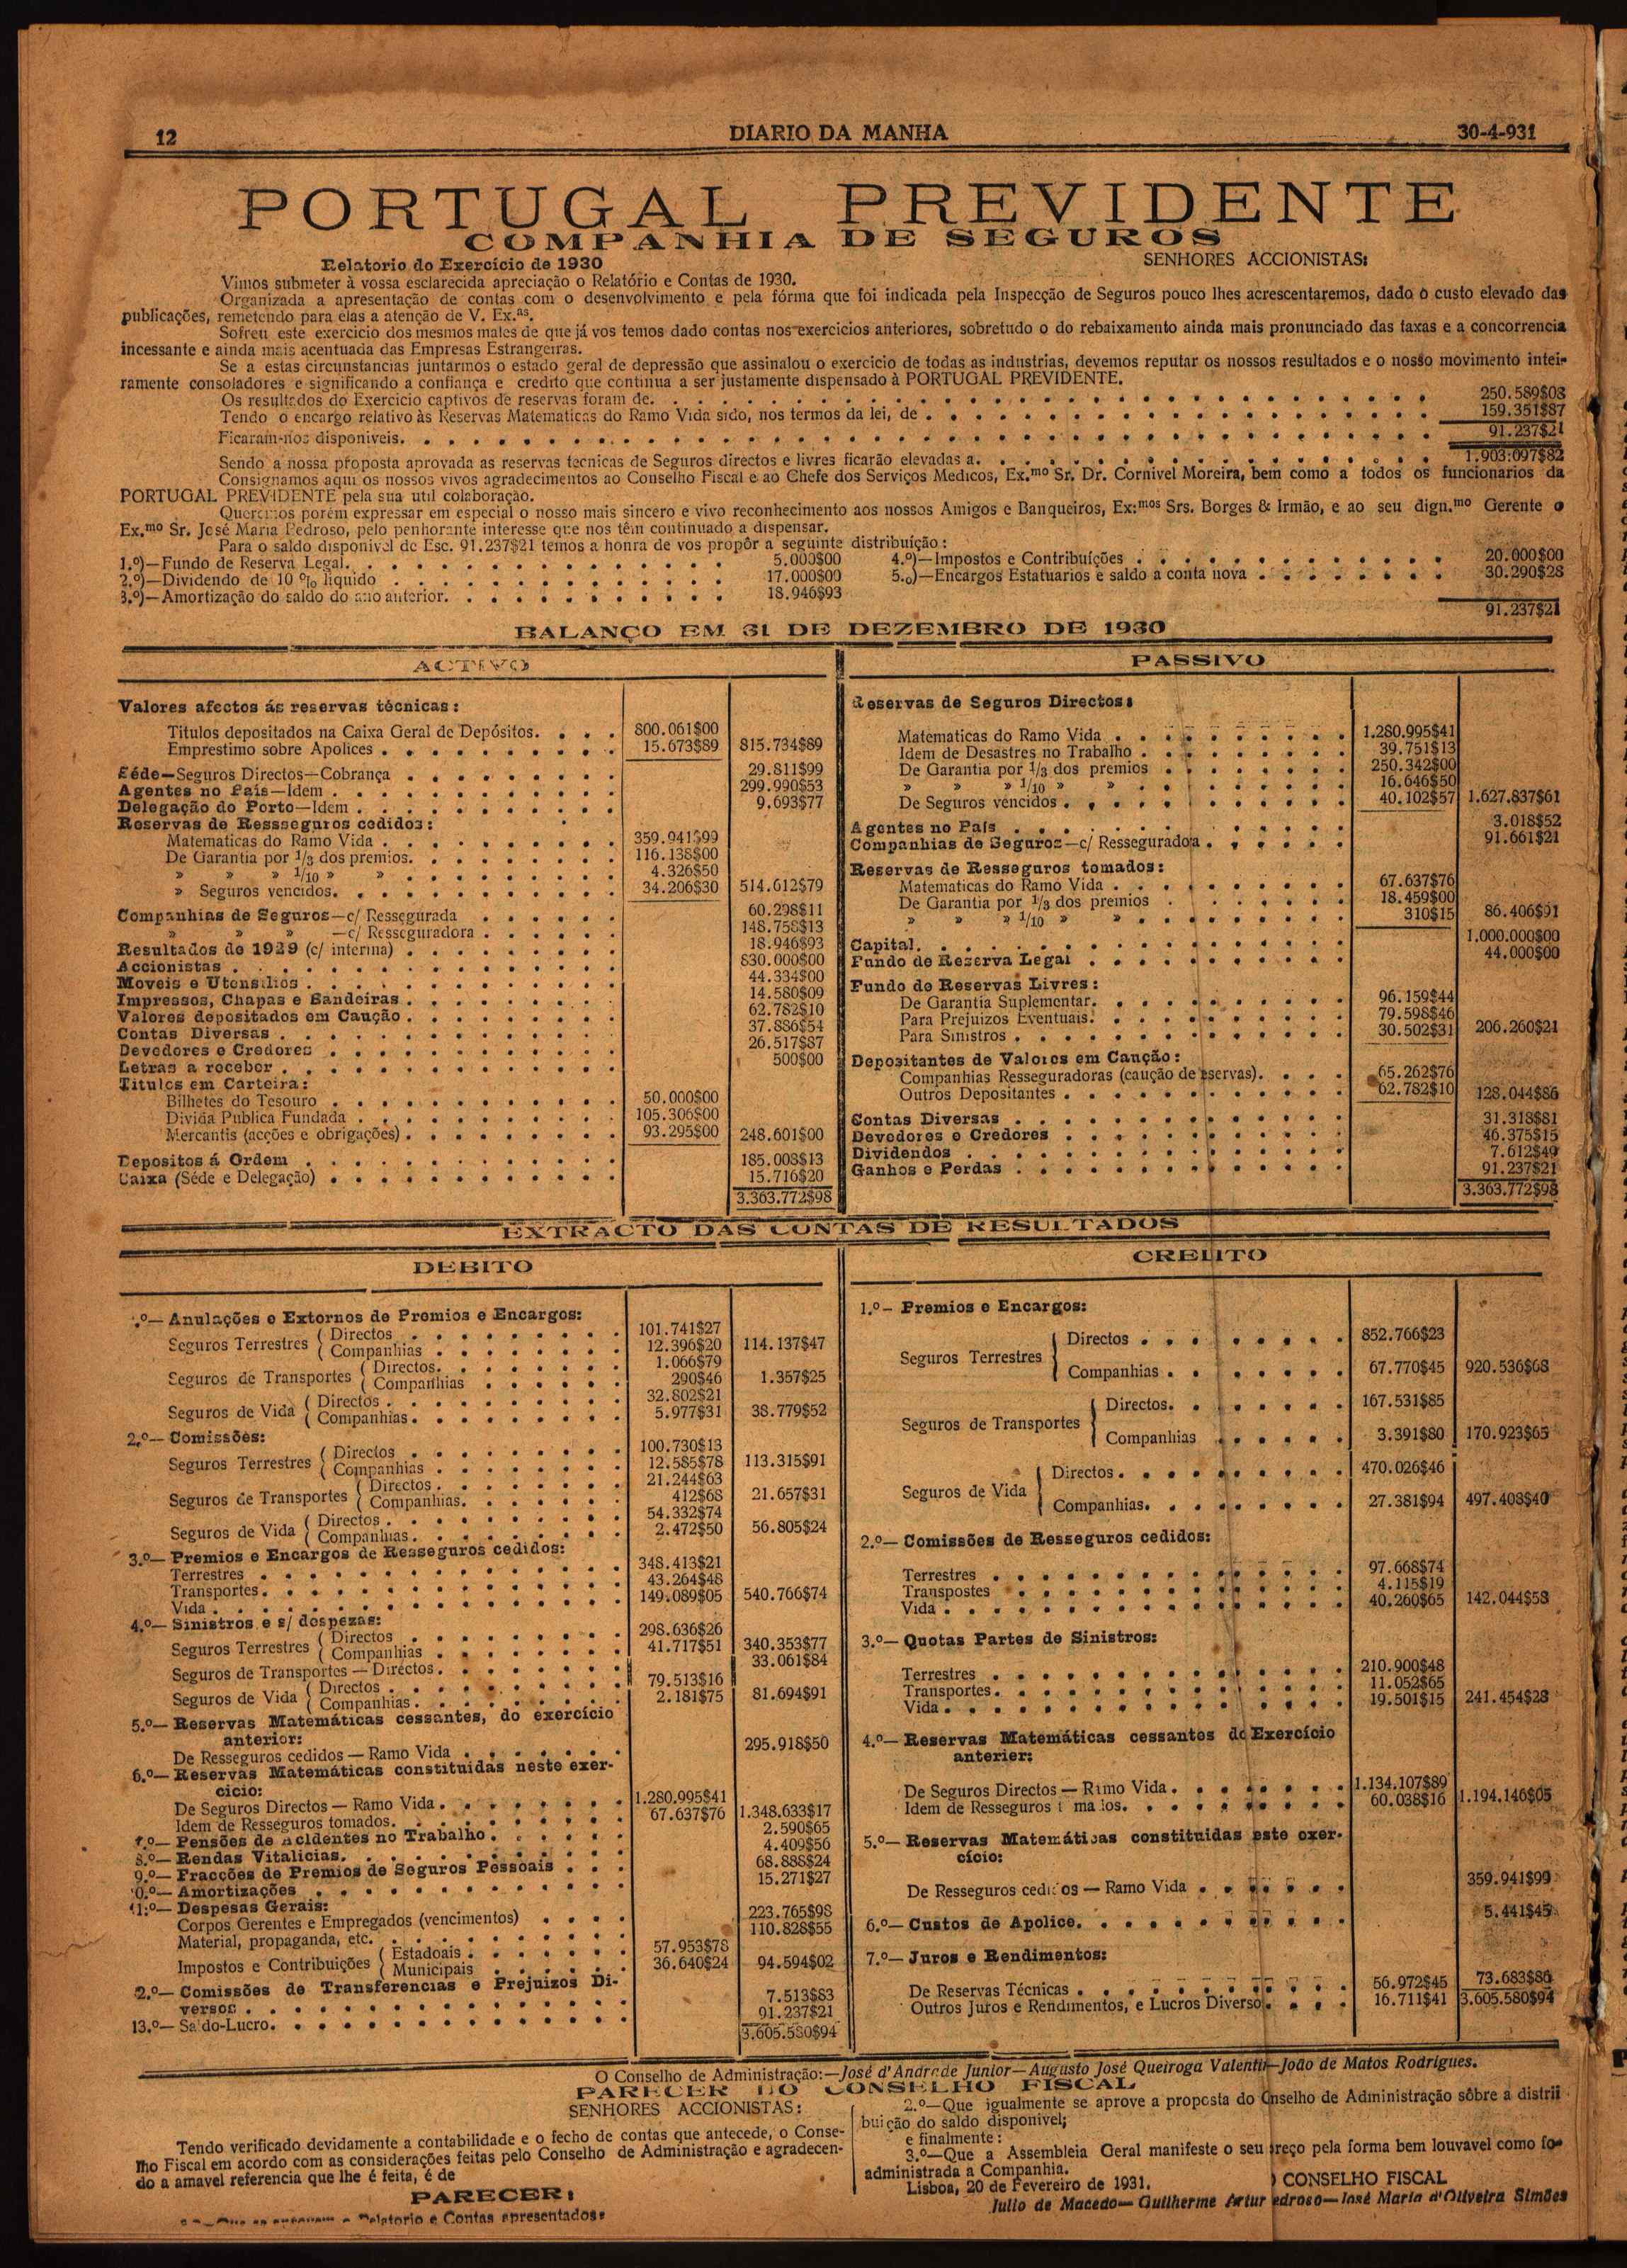 12
DIARIO DA MANHA
30-4-931
PORTUGAL PREVIDENTE
COMPANHIA DE SEGUROS
Relatorio do Exercício de 1930
SENHORES ACCIONISTAS:
Vimos submeter à vossa esclarecida apreciação o Relatório e Contas de 1930.
Organizada a apresentação de contas com o desenvolvimento e pela fórma que foi indicada pela Inspecção de Seguros pouco lhes acrescentaremos, dado o custo elevado das
publicações, remetendo para elas a atenção de V. Ex.as.
Sofreu este exercicio dos mesmos males de que já vos temos dado contas nos exercicios anteriores, sobretudo o do rebaixamento ainda mais pronunciado das taxas e a concorrencia
incessante e ainda mais acentuada das Empresas Estrangeiras.
Se a estas circunstancias juntarmos o estado geral de depressão que assinalou o exercicio de todas as industrias, devemos reputar os nossos resultados e o nosso movimento intei-
ramente consoladores e significando a confiança e credito que continua a ser justamente dispensado à PORTUGAL PREVIDENTE.
Os resultados do Exercicio captivos de reservas foram de. 250.589$08
Tendo o encargo relativo às Reservas Matematicas do Ramo Vida sido, nos termos da lei, de . 159.351$87
Ficaram-nos disponiveis. 91.237$21
Sendo a nossa proposta aprovada as reservas tecnicas de Seguros directos e livres ficarão elevadas a. 1.903.097$82
Consignamos aqui os nossos vivos agradecimentos ao Conselho Fiscal e ao Chefe dos Serviços Medicos, Ex.mo Sr. Dr. Cornivel Moreira, bem como a todos os funcionarios da
PORTUGAL PREVIDENTE pela sua util colaboração.
Queremos porém expressar em especial o nosso mais sincero e vivo reconhecimento aos nossos Amigos e Banqueiros, Ex:mos Srs. Borges & Irmão, e ao seu dign.mo Gerente o
Ex.mo Sr. José Maria Pedroso, pelo penhorante interesse que nos têm continuado a dispensar.
Para o saldo disponivel de Esc. 91.237$21 temos a honra de vos propôr a seguinte distribuïção:
1.º)—Fundo de Reserva Legal. 5.000$00
2.º)—Dividendo de 10 % liquido 17.000$00
3.º)—Amortização do saldo do ano anterior. 18.946$93
4.º)—Impostos e Contribuíções 20.000$00
5.º)—Encargos Estatuarios e saldo a conta nova 30.290$28
91.237$21
BALANÇO EM 31 DE DEZEMBRO DE 1930
ACTIVO
Valores afectos ás reservas técnicas:
Titulos depositados na Caixa Geral de Depósitos. 800.061$00
Emprestimo sobre Apolices . 15.673$89 815.734$89
Séde—Seguros Directos—Cobrança 29.811$99
Agentes no País—Idem . 299.990$53
Delegação do Porto—Idem . 9.693$77
Reservas de Ressseguros cedidos:
Matematicas do Ramo Vida . 359.941$99
De Garantia por 1/3 dos premios. 116.138$00
» » » 1/10 » » 4.326$50
» Seguros vencidos. 34.206$30 514.612$79
Companhias de Seguros—c/ Ressegurada 60.298$11
» » » —c/ Resseguradora . 148.758$13
Resultados de 1929 (c/ interina) 18.946$93
Accionistas . 830.000$00
Moveis e Utensilios . 44.334$00
Impressos, Chapas e Bandeiras . 14.580$09
Valores depositados em Caução . 62.782$10
Contas Diversas . 37.886$54
Devedores e Credores 26.517$87
Letras a receber . 500$00
Titulos em Carteira:
Bilhetes do Tesouro 50.000$00
Divida Publica Fundada . 105.306$00
Mercantis (acções e obrigações) . 93.295$00 248.601$00
Depositos á Ordem 185.008$13
Caixa (Séde e Delegação) . 15.716$20
3.363.772$98
PASSIVO
Reservas de Seguros Directos:
Matematicas do Ramo Vida . 1.280.995$41
Idem de Desastres no Trabalho . 39.751$13
De Garantia por 1/3 dos premios 250.342$00
» » » 1/10 » » 16.646$50
De Seguros vencidos . 40.102$57 1.627.837$61
Agentes no País 3.018$52
Companhias de Seguros—c/ Resseguradora . 91.661$21
Reservas de Resseguros tomados:
Matematicas do Ramo Vida . 67.637$76
De Garantia por 1/3 dos premios 18.459$00
» » » 1/10 » » 310$15 86.406$91
Capital. 1.000.000$00
Fundo de Reserva Legal 44.000$00
Fundo de Reservas Livres:
De Garantia Suplementar. 96.159$44
Para Prejuizos Eventuais. 79.598$46
Para Sinistros . 30.502$31 206.260$21
Depositantes de Valores em Caução:
Companhias Resseguradoras (caução de eservas). 65.262$76
Outros Depositantes . 62.782$10 128.044$86
Contas Diversas 31.318$81
Devedores e Credores 46.375$15
Dividendos 7.612$49
Ganhos e Perdas . 91.237$21
3.363.772$98
EXTRACTO DAS CONTAS DE RESULTADOS
DEBITO
.º— Anulações e Extornos de Promios e Encargos:
Seguros Terrestres Directos 101.741$27
Companhias 12.396$20 114.137$47
Seguros de Transportes Directos. 1.066$79
Companhias 290$46 1.357$25
Seguros de Vida Directos . 32.802$21
Companhias. 5.977$31 38.779$52
2.º— Comissões:
Seguros Terrestres Directos 100.730$13
Companhias 12.585$78 113.315$91
Seguros de Transportes Directos . 21.244$63
Companhias. 412$68 21.657$31
Seguros de Vida Directos . 54.332$74
Companhias. 2.472$50 56.805$24
3.º— Premios e Encargos de Resseguros cedidos:
Terrestres 348.413$21
Transportes. 43.264$48
Vida . 149.089$05 540.766$74
4.º— Sinistros e s/ despezas:
Seguros Terrestres Directos 298.636$26
Companhias 41.717$51 340.353$77
Seguros de Transportes — Directos. 33.061$84
Seguros de Vida Directos . 79.513$16
Companhias. 2.181$75 81.694$91
5.º— Reservas Matemáticas cessantes, do exercício
anterior:
De Resseguros cedidos — Ramo Vida . 295.918$50
6.º— Reservas Matemáticas constituidas neste exer-
cicio:
De Seguros Directos — Ramo Vida. 1.280.995$41
Idem de Resseguros tomados. 67.637$76 1.348.633$17
7.º— Pensões de Acidentes no Trabalho . 2.590$65
8.º— Rendas Vitalicias. 4.409$56
9.º— Fracções de Premios de Seguros Pessoais 68.888$24
0.º— Amortizações 15.271$27
11.º— Despesas Gerais:
Corpos Gerentes e Empregados (vencimentos) 223.765$98
Material, propaganda, etc. 110.828$55
Impostos e Contribuïções Estadoais . 57.953$78
Municipais 36.640$24 94.594$02
2.º— Comissões de Transferencias e Prejuizos Di-
versos . 7.513$83
13.º— Saldo-Lucro. 91.237$21
3.605.580$94
CREDITO
1.º— Premios e Encargos:
Seguros Terrestres Directos 852.766$23
Companhias . 67.770$45 920.536$68
Seguros de Transportes Directos. 167.531$85
Companhias 3.391$80 170.923$65
Seguros de Vida Directos . 470.026$46
Companhias. 27.381$94 497.408$40
2.º— Comissões de Resseguros cedidos:
Terrestres 97.668$74
Transpostes 4.115$19
Vida . 40.260$65 142.044$58
3.º— Quotas Partes de Sinistros:
Terrestres 210.900$48
Transportes. 11.052$65
Vida . 19.501$15 241.454$28
4.º— Reservas Matemáticas cessantes do Exercício
anterier:
De Seguros Directos — Ramo Vida . 1.134.107$89
Idem de Resseguros t ma los. 60.038$16 1.194.146$05
5.º— Reservas Matemáticas constituidas este exer-
cício:
De Resseguros cedidos — Ramo Vida 359.941$99
6.º— Custos de Apolice. 5.441$45
7.º— Juros e Rendimentos:
De Reservas Técnicas . 56.972$45 73.683$86
Outros Juros e Rendimentos, e Lucros Diverso. 16.711$41 3.605.580$94
O Conselho de Administração:—José d'Andrade Junior—Augusto José Queiroga Valentim—João de Matos Rodrigues.
PARECER DO CONSELHO FISCAL
SENHORES ACCIONISTAS:
Tendo verificado devidamente a contabilidade e o fecho de contas que antecede, o Conse-
lho Fiscal em acordo com as considerações feitas pelo Conselho de Administração e agradecen-
do a amavel referencia que lhe é feita, é de
PARECER:
Relatorio e Contas apresentados:
2.º—Que igualmente se aprove a proposta do Cnselho de Administração sôbre a distrii
buição do saldo disponivel;
e finalmente:
3.º—Que a Assembleia Geral manifeste o seu preço pela forma bem louvavel como fo-
administrada a Companhia.
Lisboa, 20 de Fevereiro de 1931.
CONSELHO FISCAL
Julio de Macedo—Guilherme Artur edroso—José Maria d'Oliveira Simões